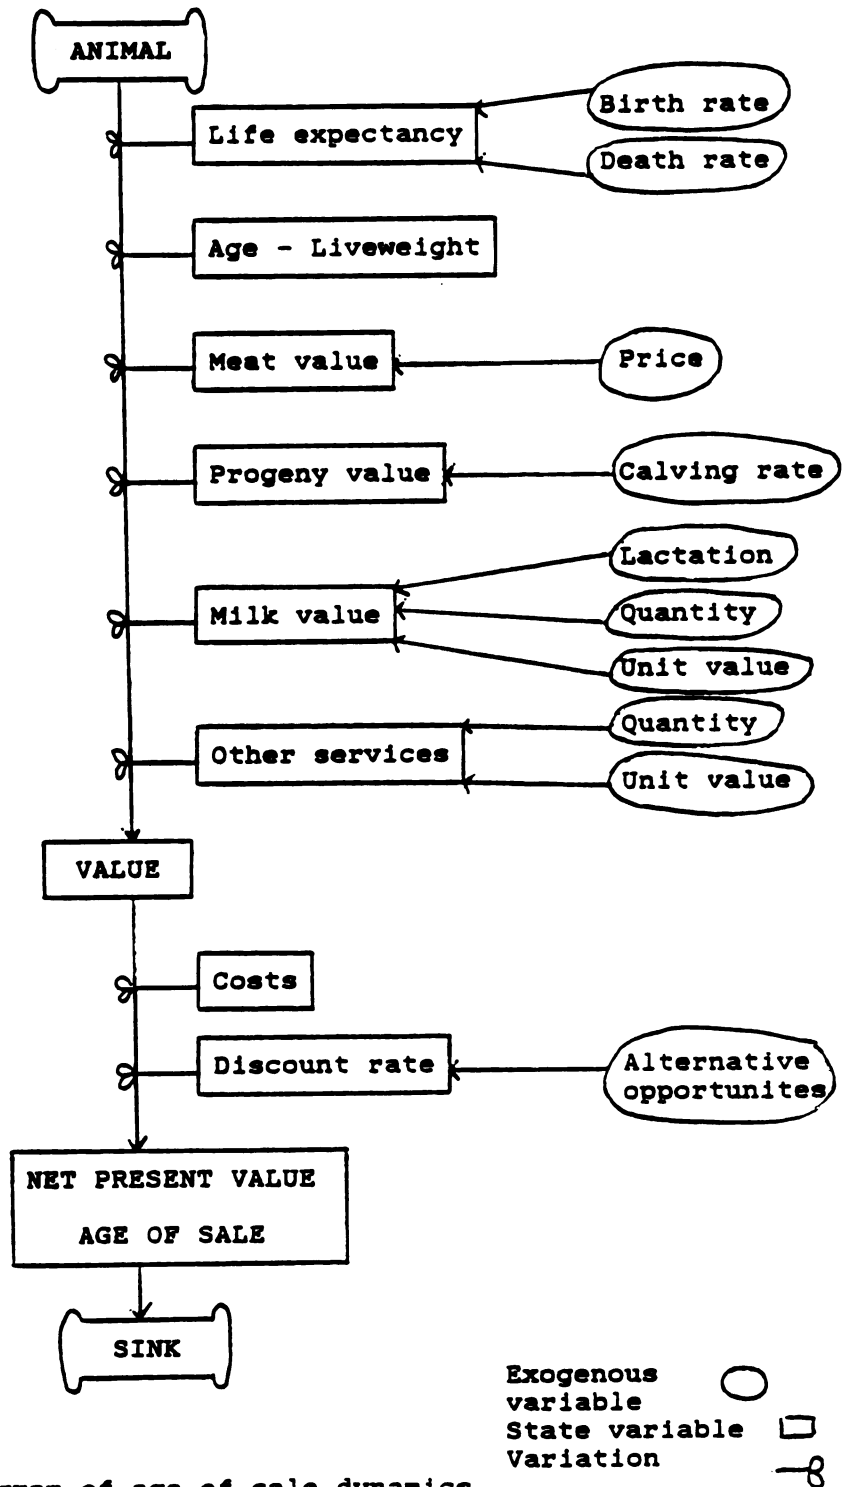 ANIMAL
Birth rate
Life expectancy
Death rate
Age - Liveweight
Meat value
Price
Progeny value
Calving rate
Lactation
Milk value
Quantity
Unit value
Quantity
Other services
Unit value
VALUE
Costs
Discount rate
Alternative
opportunites
NET PRESENT VALUE
AGE OF SALE
SINK
Exogenous
variable
State variable
Variation
of age of sale dynamics